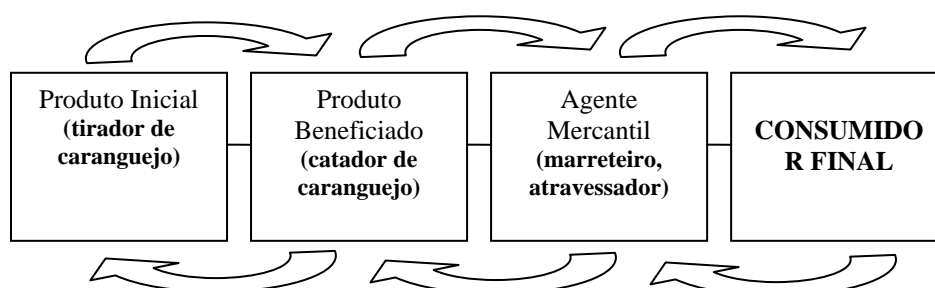 Produto Inicial
(tirador de
caranguejo)
Produto
Beneficiado
(catador de
caranguejo)
Agente
Mercantil
(marreteiro,
atravessador)
CONSUMIDO
R FINAL